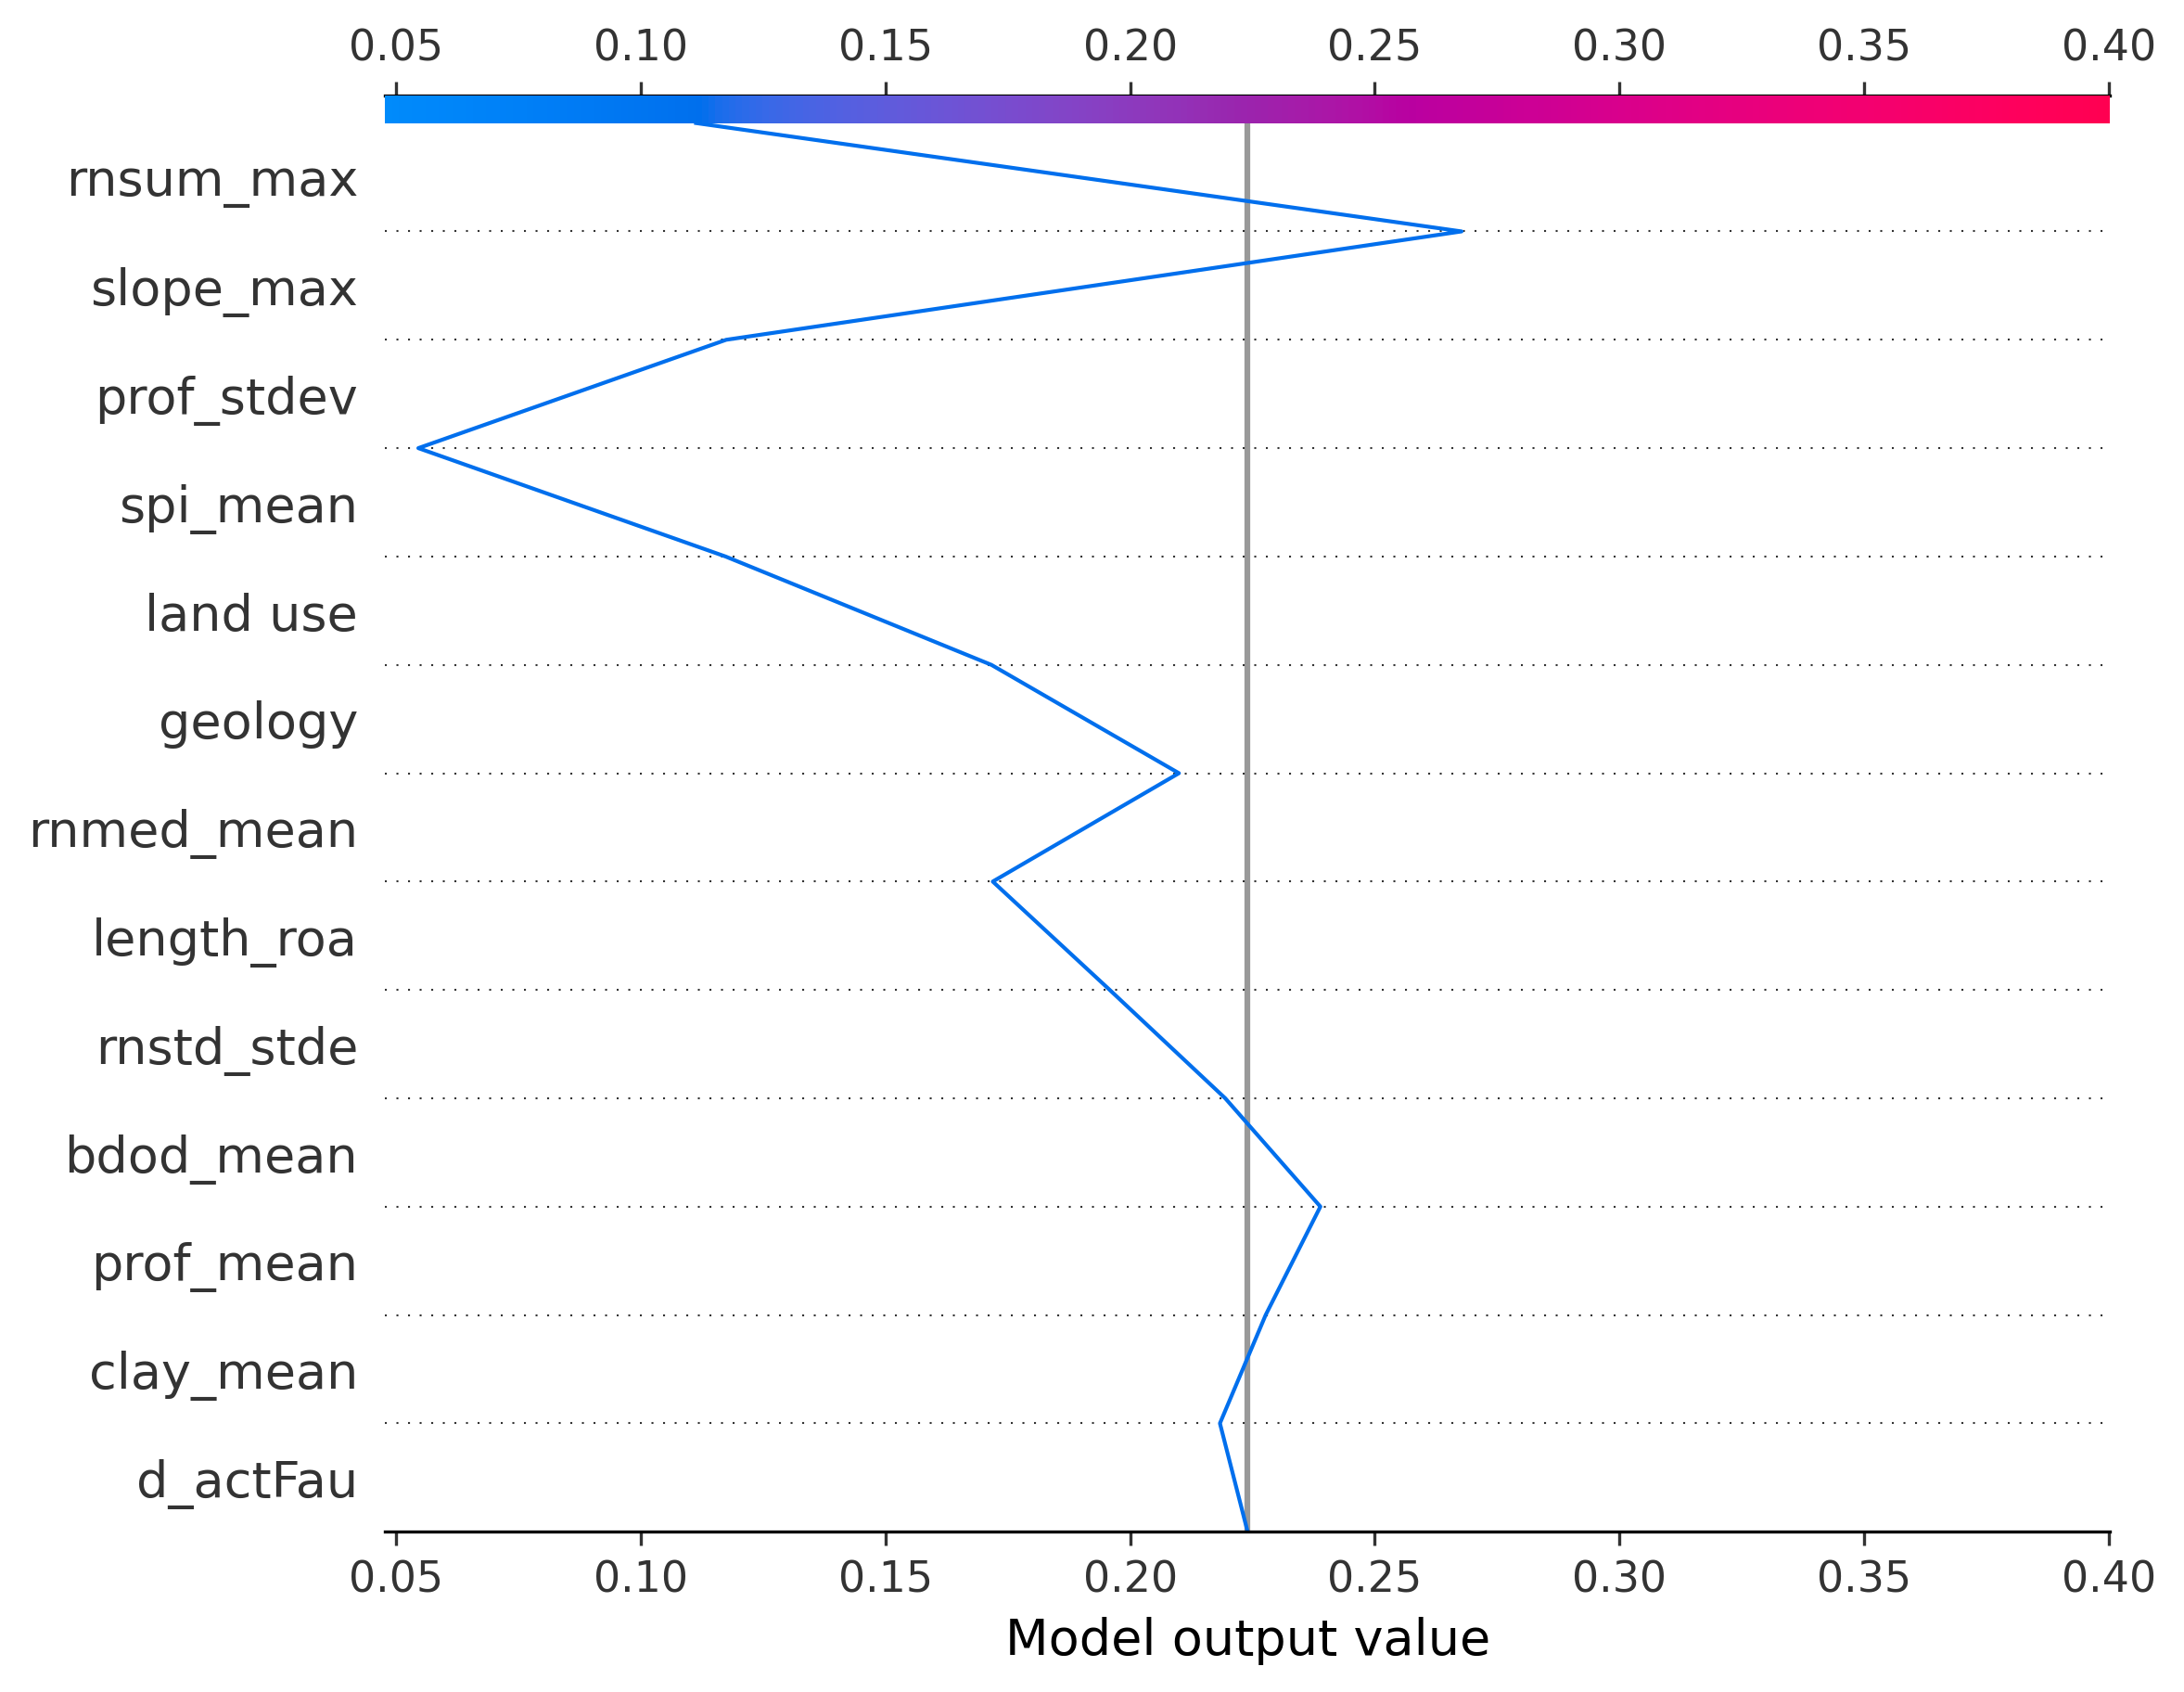 0.05 0.10 0.15 0.20 0.25 0.30 0.35 0.40
rnsum_max
slope_max
prof_stdev
spi_mean
land use
geology
rnmed_mean
length_roa
rnstd_stde
bdod_mean
prof_mean
clay_mean
d_actFau
0.05 0.10 0.15 0.20 0.25 0.30 0.35 0.40
Model output value